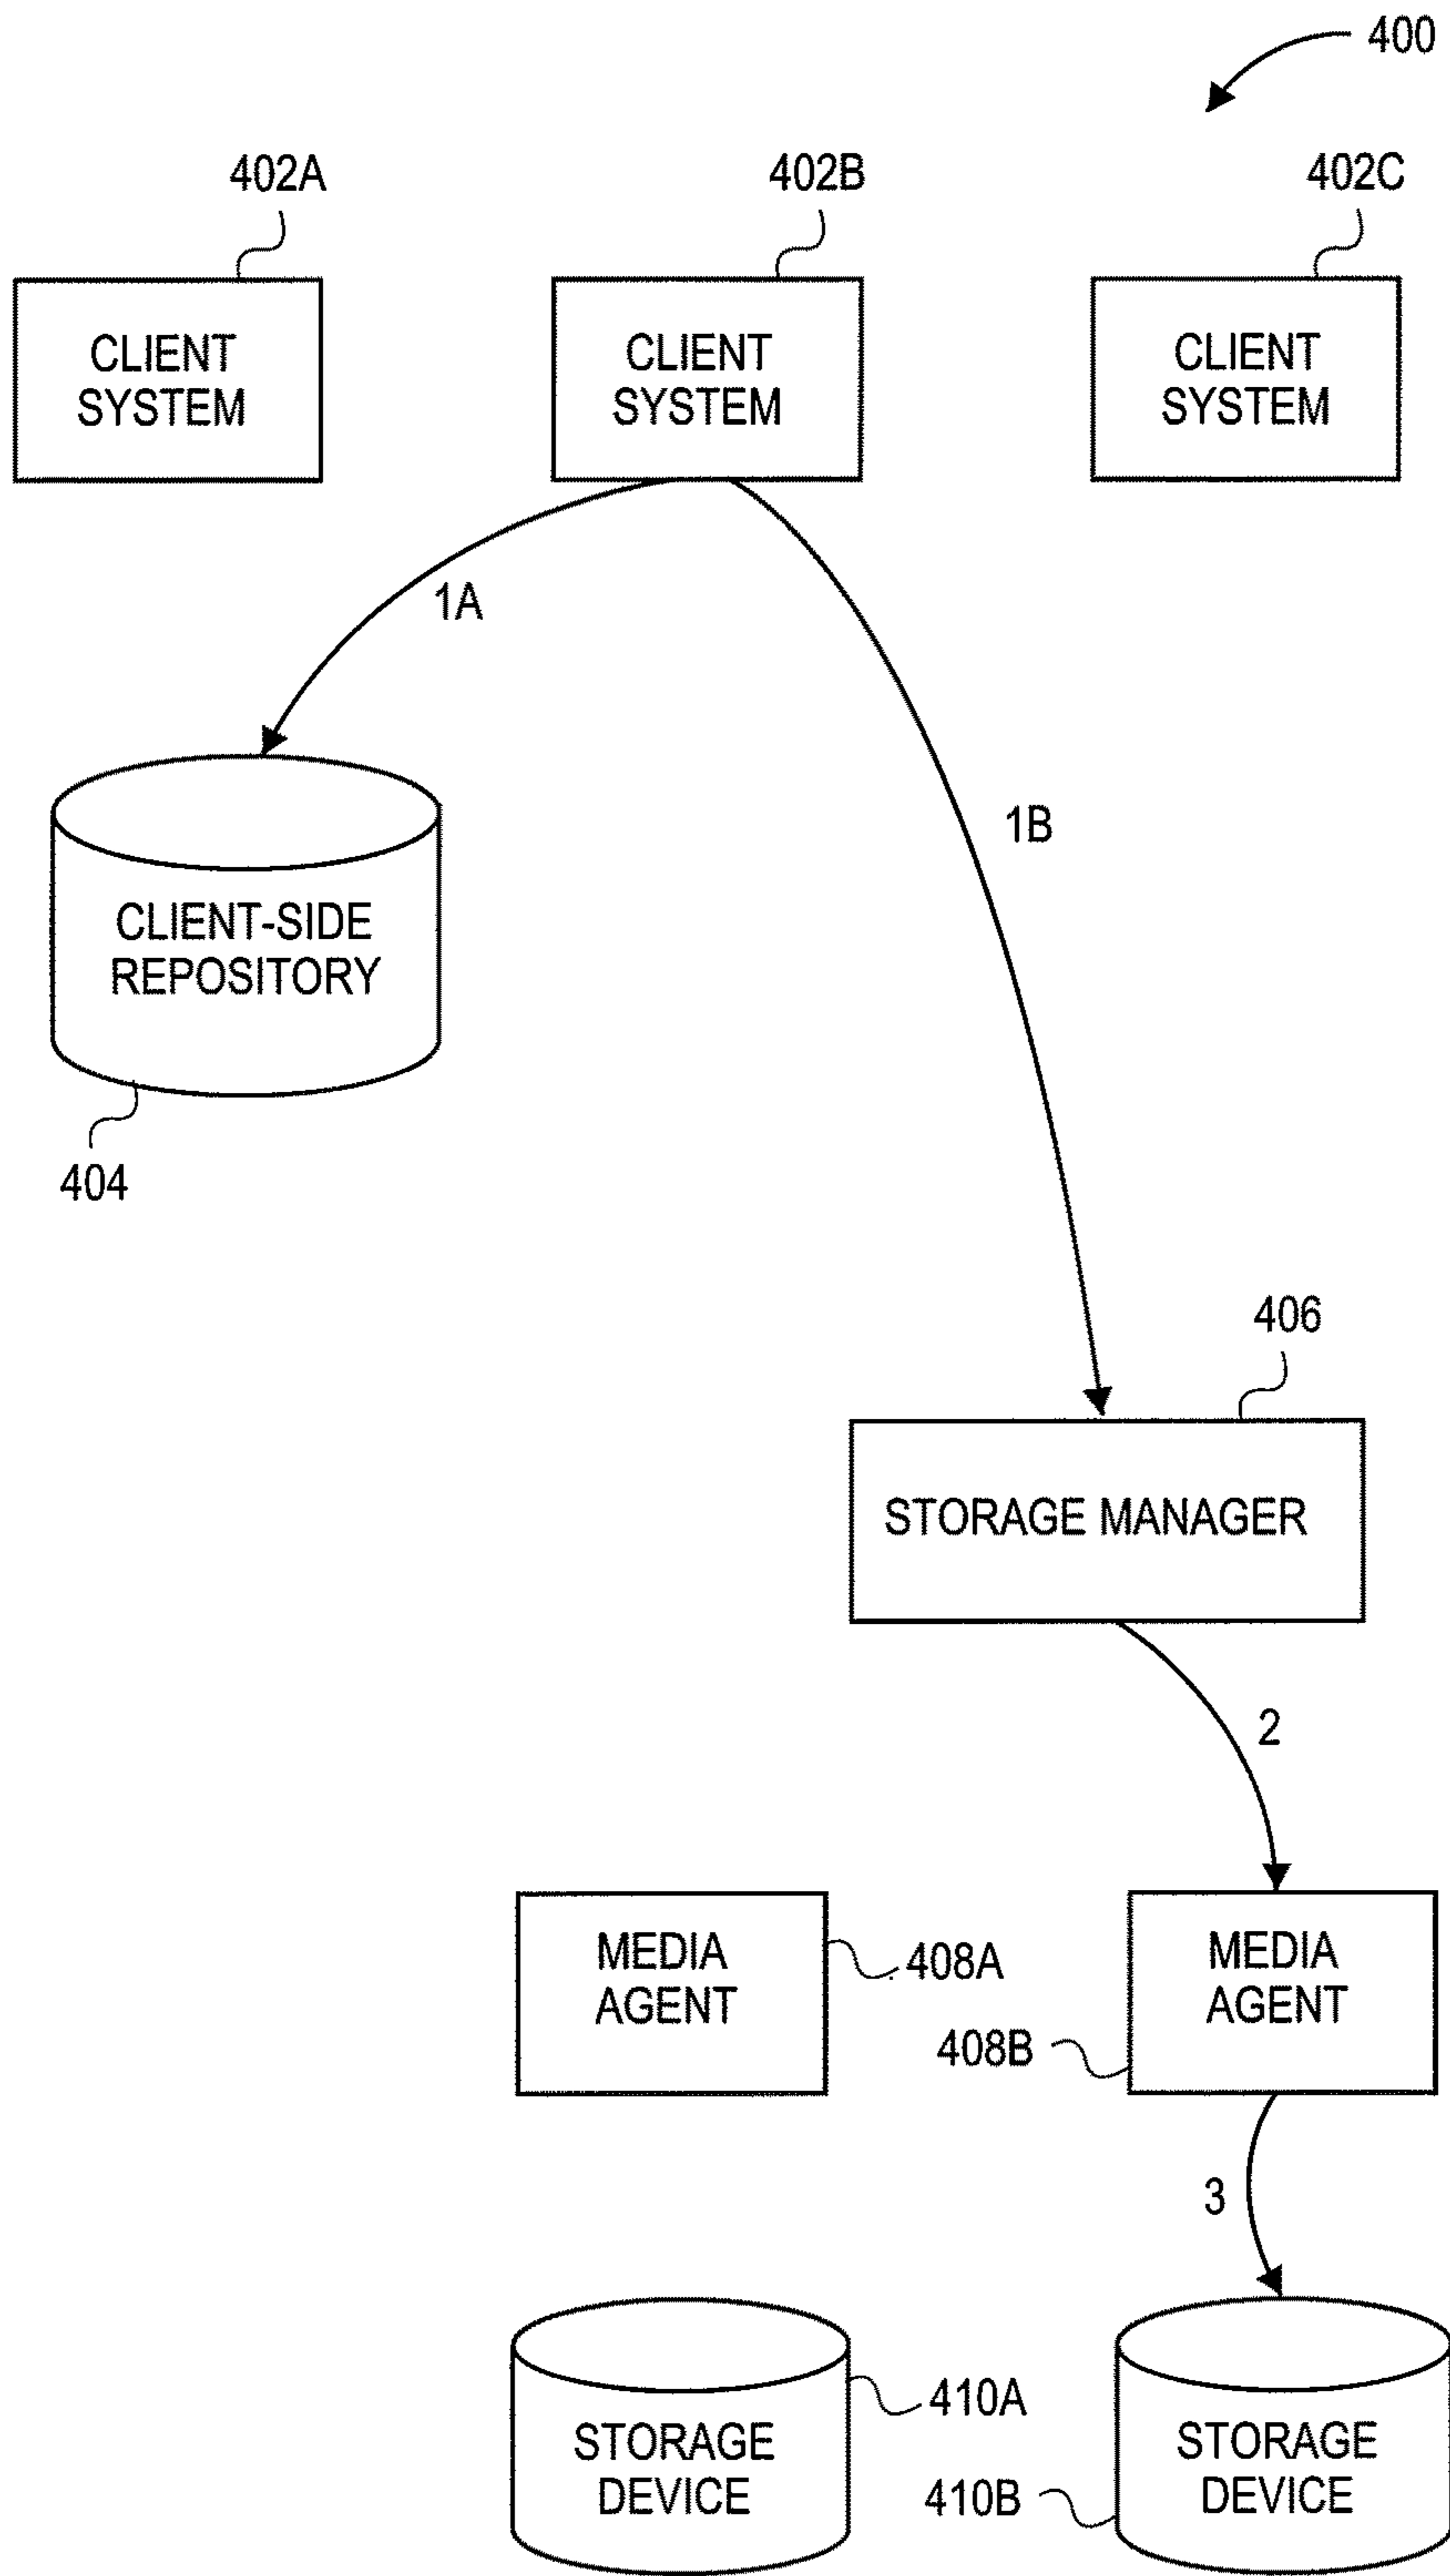 400
402A
402B
402C
CLIENT
SYSTEM
CLIENT
SYSTEM
CLIENT
SYSTEM
1A
1B
CLIENT-SIDE
REPOSITORY
404
406
STORAGE MANAGER
2
MEDIA
AGENT
408A
MEDIA
AGENT
408B
3
STORAGE
DEVICE
410A
STORAGE
DEVICE
410B